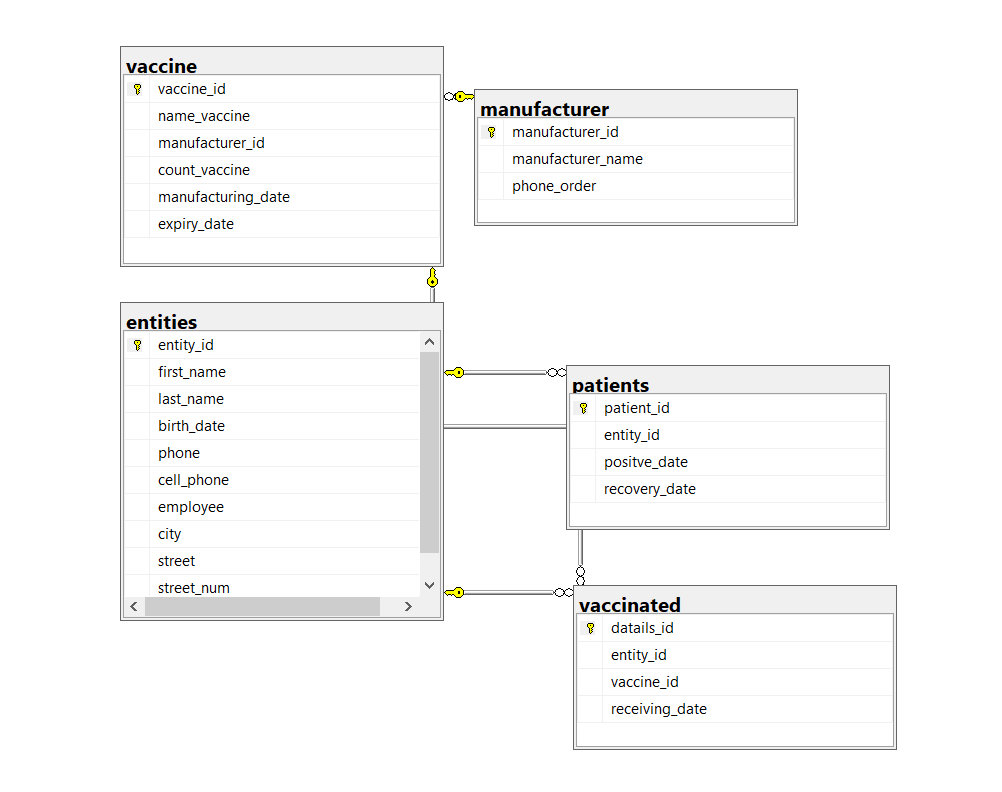 vaccine
vaccine_id
name_vaccine
manufacturer_id
count_vaccine
manufacturing_date
expiry_date
manufacturer
manufacturer_id
manufacturer_name
phone_order
entities
entity_id
first_name
last_name
birth_date
phone
cell_phone
employee
city
street
street_num
patients
patient_id
entity_id
positve_date
recovery_date
vaccinated
datails_id
entity_id
vaccine_id
receiving_date